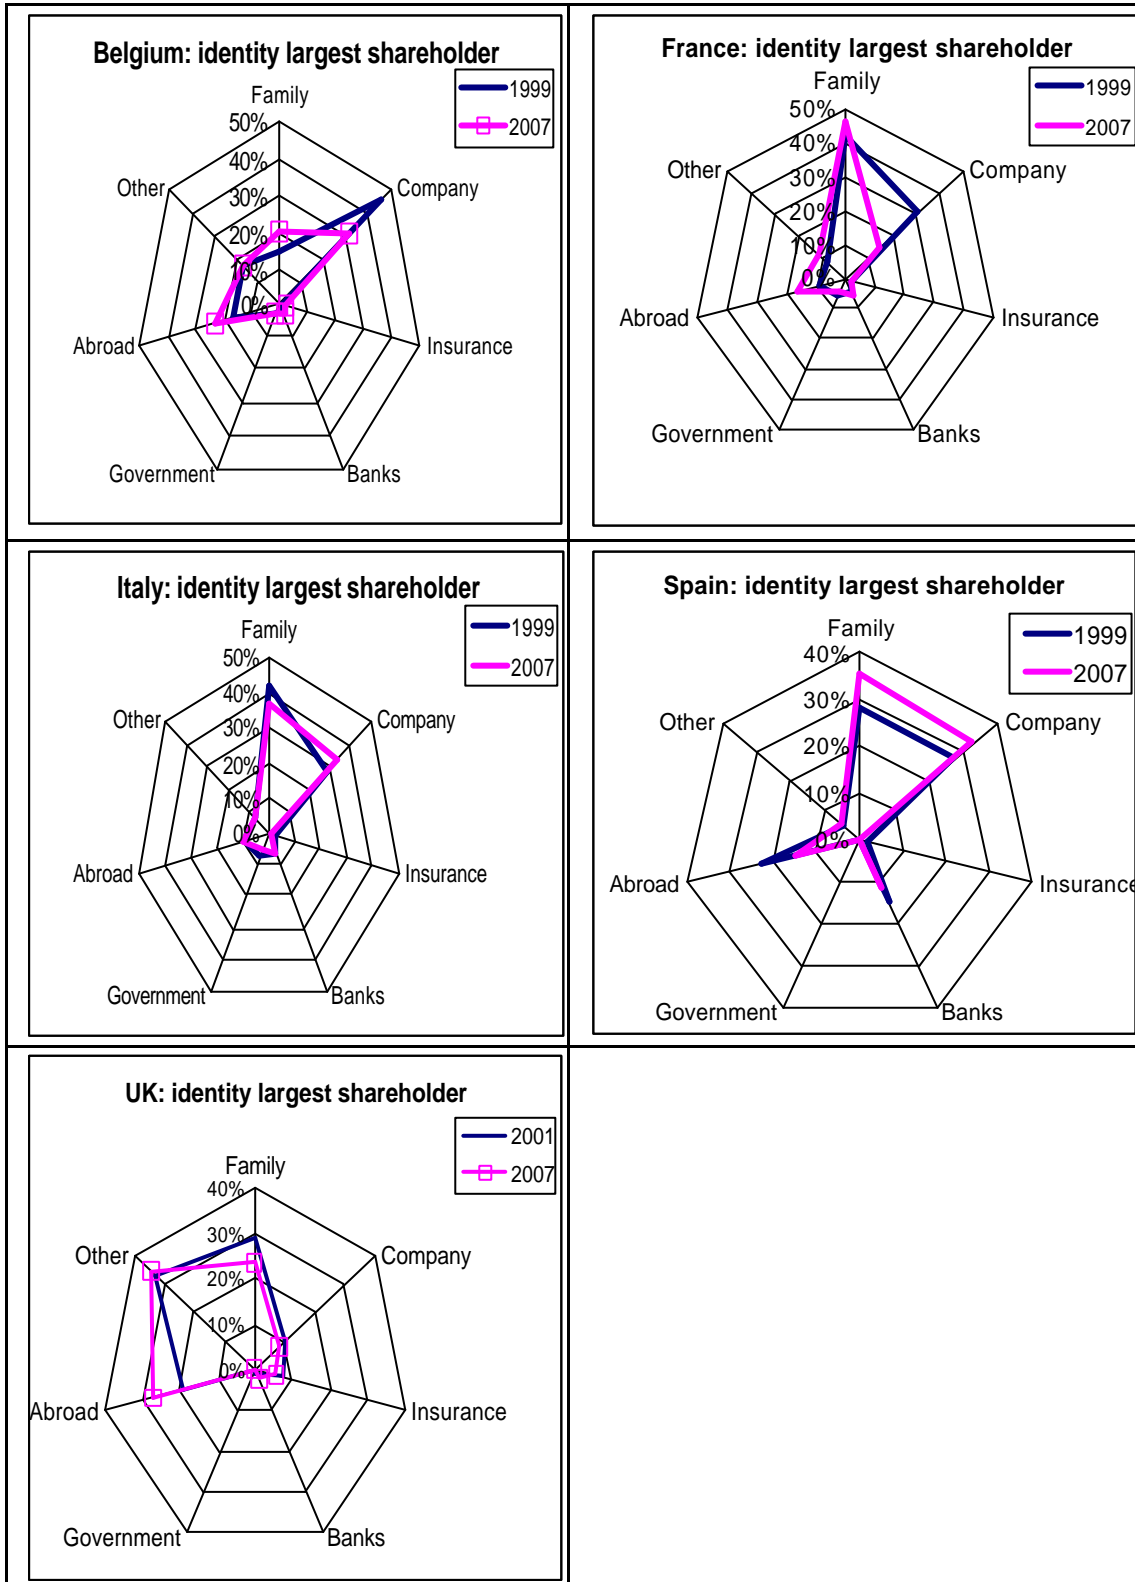 Belgium: identity largest shareholder
1999
2007
Family
50%
40%
30%
20%
10%
0%
Other
Company
Abroad
Insurance
Government
Banks
France: identity largest shareholder
1999
2007
Family
50%
40%
30%
20%
10%
0%
Other
Company
Abroad
Insurance
Government
Banks
Italy: identity largest shareholder
1999
2007
Family
50%
40%
30%
20%
10%
0%
Other
Company
Abroad
Insurance
Government
Banks
Spain: identity largest shareholder
1999
2007
Family
40%
30%
20%
10%
0%
Other
Company
Abroad
Insurance
Government
Banks
UK: identity largest shareholder
2001
2007
Family
40%
30%
20%
10%
0%
Other
Company
Abroad
Insurance
Government
Banks